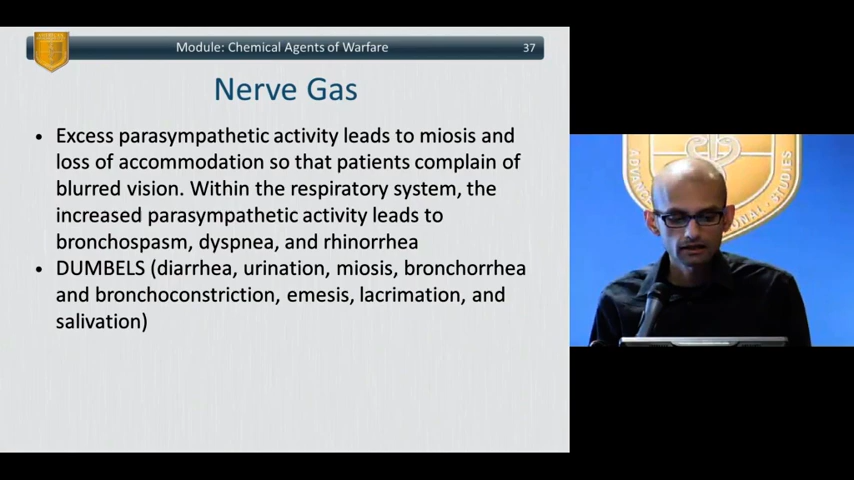 Module: Chemical Agents of Warfare
37
Nerve Gas
• Excess parasympathetic activity leads to miosis and
loss of accommodation so that patients complain of
blurred vision. Within the respiratory system, the
increased parasympathetic activity leads to
bronchospasm, dyspnea, and rhinorrhea
• DUMBELS (diarrhea, urination, miosis, bronchorrhea
and bronchoconstriction, emesis, lacrimation, and
salivation)